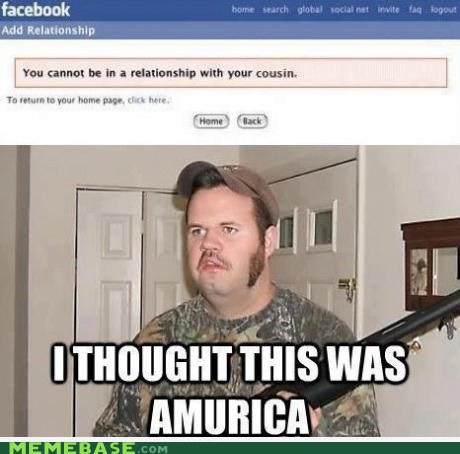 facebook
home search global social net invite faq logout
Add Relationship
You cannot be in a relationship with your cousin.
To return to your home page, click here.
Home Back
I THOUGHT THIS WAS
AMURICA
MEMEBASE.COM